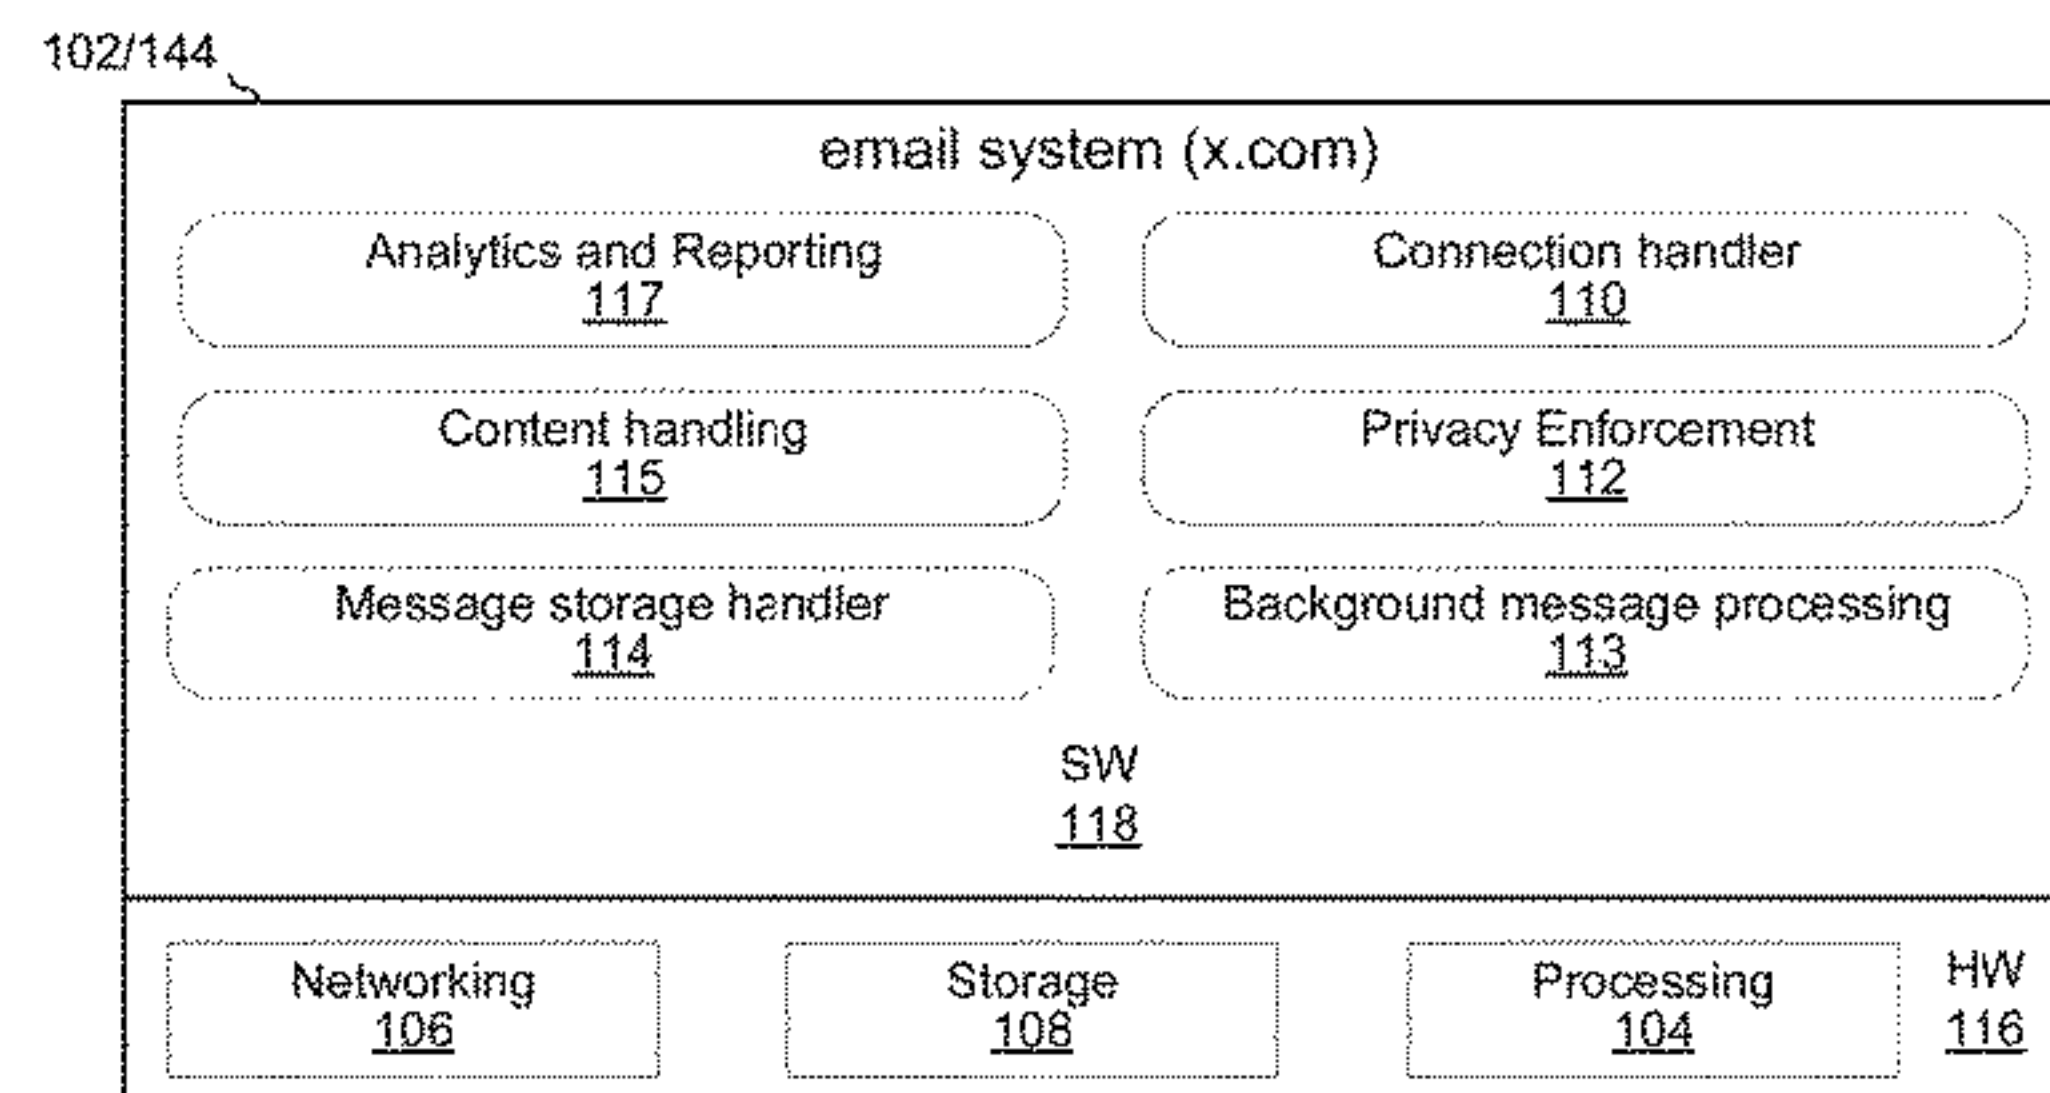 102/144
email system (x.com)
Analytics and Reporting
117
Connection handler
110
Content handling
115
Privacy Enforcement
112
Message storage handler
114
Background message processing
113
SW
118
Networking
106
Storage
108
Processing
104
HW
116